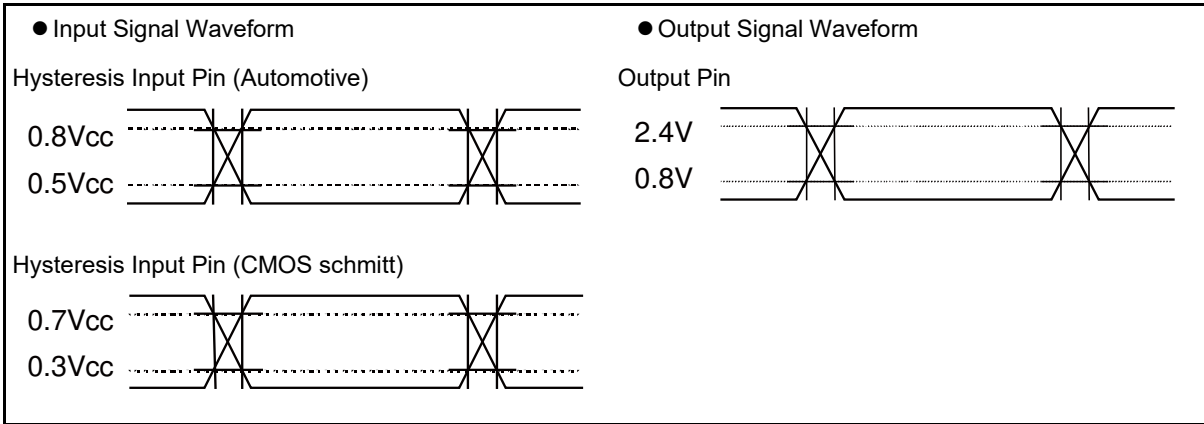 ● Input Signal Waveform
Hysteresis Input Pin (Automotive)
0.8Vcc
0.5Vcc
Hysteresis Input Pin (CMOS schmitt)
0.7Vcc
0.3Vcc
● Output Signal Waveform
Output Pin
2.4V
0.8V